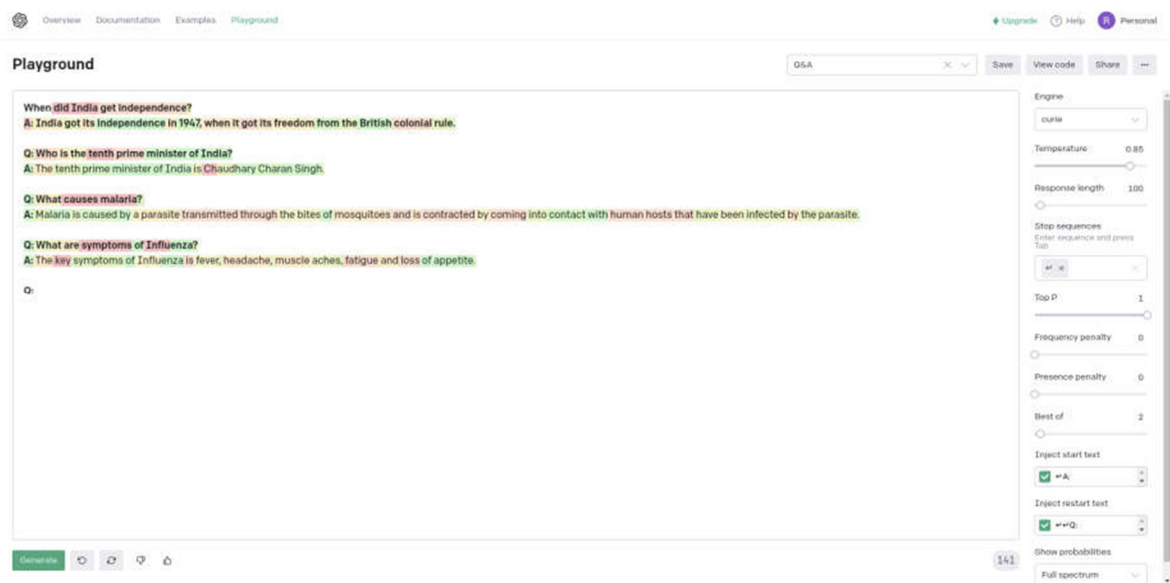 Overview Documentation Examples Playground Upgrade Help R Personal
Playground
Q&A Save View code Share ...
When did India get independence?
A: India got its Independence in 1947, when it got its freedom from the British colonial rule.
Q: Who is the tenth prime minister of India?
A: The tenth prime minister of India is Chaudhary Charan Singh.
Q: What causes malaria?
A: Malaria is caused by a parasite transmitted through the bites of mosquitoes and is contracted by coming into contact with human hosts that have been infected by the parasite.
Q: What are symptoms of Influenza?
A: The key symptoms of Influenza is fever, headache, muscle aches, fatigue and loss of appetite.
Q:
Engine
curie
Temperature 0.85
Response length 100
Stop sequences
Enter sequence and press
Tab
↵
Top P 1
Frequency penalty 0
Presence penalty 0
Best of 2
Inject start text
↵A:
Inject restart text
↵↵Q:
Show probabilities
Full spectrum
Generate
141